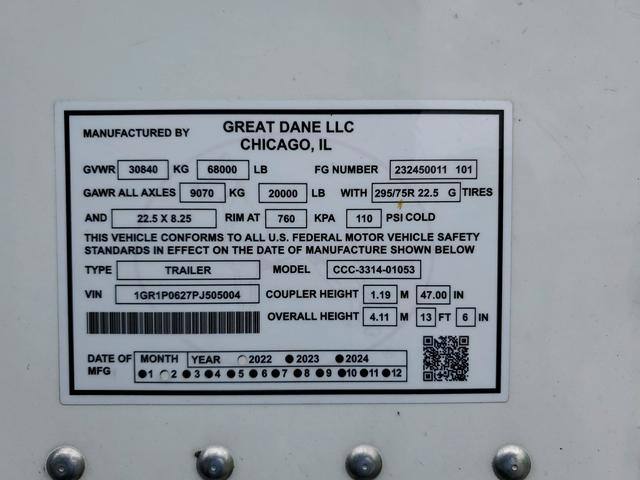 MANUFACTURED BY GREAT DANE LLC
CHICAGO, IL
GVWR 30840 KG 68000 LB FG NUMBER 232450011 101
GAWR ALL AXLES 9070 KG 20000 LB WITH 295/75R 22.5 G TIRES
AND 22.5 X 8.25 RIM AT 760 KPA 110 PSI COLD
THIS VEHICLE CONFORMS TO ALL U.S. FEDERAL MOTOR VEHICLE SAFETY
STANDARDS IN EFFECT ON THE DATE OF MANUFACTURE SHOWN BELOW
TYPE TRAILER MODEL CCC-3314-01053
VIN 1GR1P0627PJ505004 COUPLER HEIGHT 1.19 M 47.00 IN
OVERALL HEIGHT 4.11 M 13 FT 6 IN
DATE OF MFG MONTH YEAR 2022 2023 2024
1 2 3 4 5 6 7 8 9 10 11 12